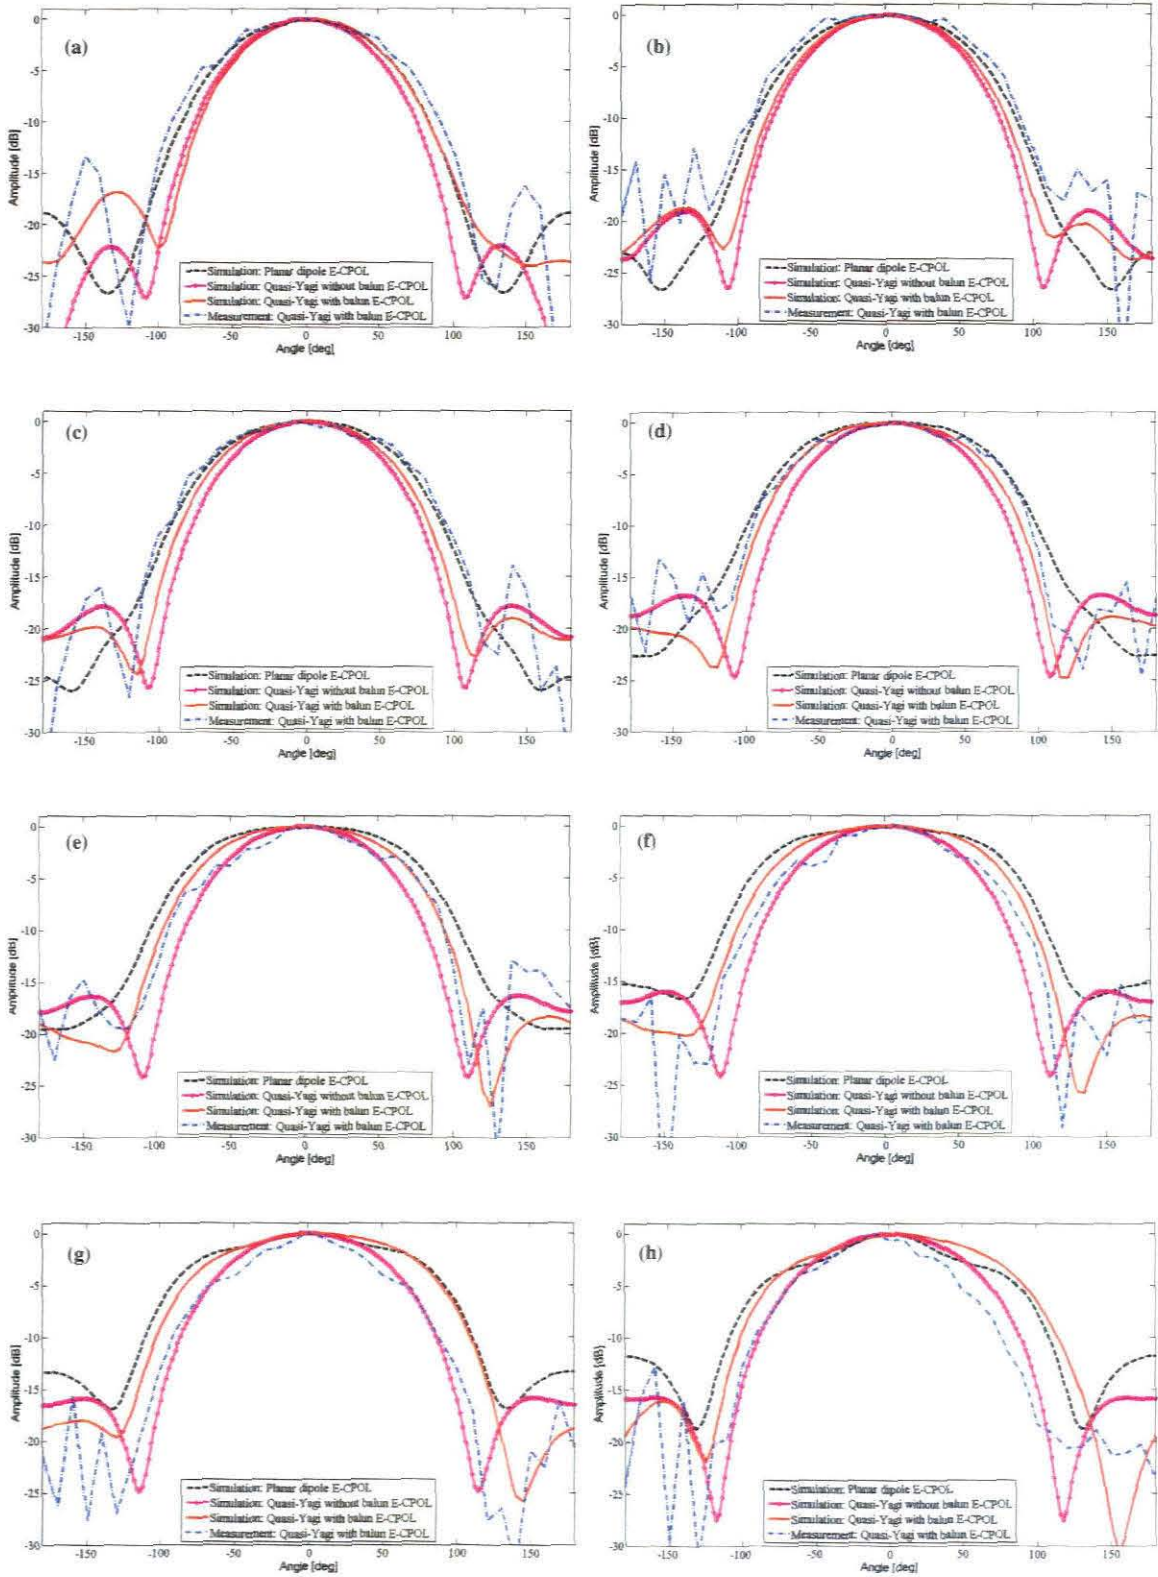 (a)
Amplitude [dB]
0
-5
-10
-15
-20
-25
-30
Simulation: Planar dipole E-CPOL
Simulation: Quasi-Yagi without balun E-CPOL
Simulation: Quasi-Yagi with balun E-CPOL
Measurement: Quasi-Yagi with balun E-CPOL
-150 -100 -50 0 50 100 150
Angle [deg]
(b)
Amplitude [dB]
0
-5
-10
-15
-20
-25
-30
Simulation: Planar dipole E-CPOL
Simulation: Quasi-Yagi without balun E-CPOL
Simulation: Quasi-Yagi with balun E-CPOL
Measurement: Quasi-Yagi with balun E-CPOL
-150 -100 -50 0 50 100 150
Angle [deg]
(c)
Amplitude [dB]
0
-5
-10
-15
-20
-25
-30
Simulation: Planar dipole E-CPOL
Simulation: Quasi-Yagi without balun E-CPOL
Simulation: Quasi-Yagi with balun E-CPOL
Measurement: Quasi-Yagi with balun E-CPOL
-150 -100 -50 0 50 100 150
Angle [deg]
(d)
Amplitude [dB]
0
-5
-10
-15
-20
-25
-30
Simulation: Planar dipole E-CPOL
Simulation: Quasi-Yagi without balun E-CPOL
Simulation: Quasi-Yagi with balun E-CPOL
Measurement: Quasi-Yagi with balun E-CPOL
-150 -100 -50 0 50 100 150
Angle [deg]
(e)
Amplitude [dB]
0
-5
-10
-15
-20
-25
-30
Simulation: Planar dipole E-CPOL
Simulation: Quasi-Yagi without balun E-CPOL
Simulation: Quasi-Yagi with balun E-CPOL
Measurement: Quasi-Yagi with balun E-CPOL
-150 -100 -50 0 50 100 150
Angle [deg]
(f)
Amplitude [dB]
0
-5
-10
-15
-20
-25
-30
Simulation: Planar dipole E-CPOL
Simulation: Quasi-Yagi without balun E-CPOL
Simulation: Quasi-Yagi with balun E-CPOL
Measurement: Quasi-Yagi with balun E-CPOL
-150 -100 -50 0 50 100 150
Angle [deg]
(g)
Amplitude [dB]
0
-5
-10
-15
-20
-25
-30
Simulation: Planar dipole E-CPOL
Simulation: Quasi-Yagi without balun E-CPOL
Simulation: Quasi-Yagi with balun E-CPOL
Measurement: Quasi-Yagi with balun E-CPOL
-150 -100 -50 0 50 100 150
Angle [deg]
(h)
Amplitude [dB]
0
-5
-10
-15
-20
-25
-30
Simulation: Planar dipole E-CPOL
Simulation: Quasi-Yagi without balun E-CPOL
Simulation: Quasi-Yagi with balun E-CPOL
Measurement: Quasi-Yagi with balun E-CPOL
-150 -100 -50 0 50 100 150
Angle [deg]